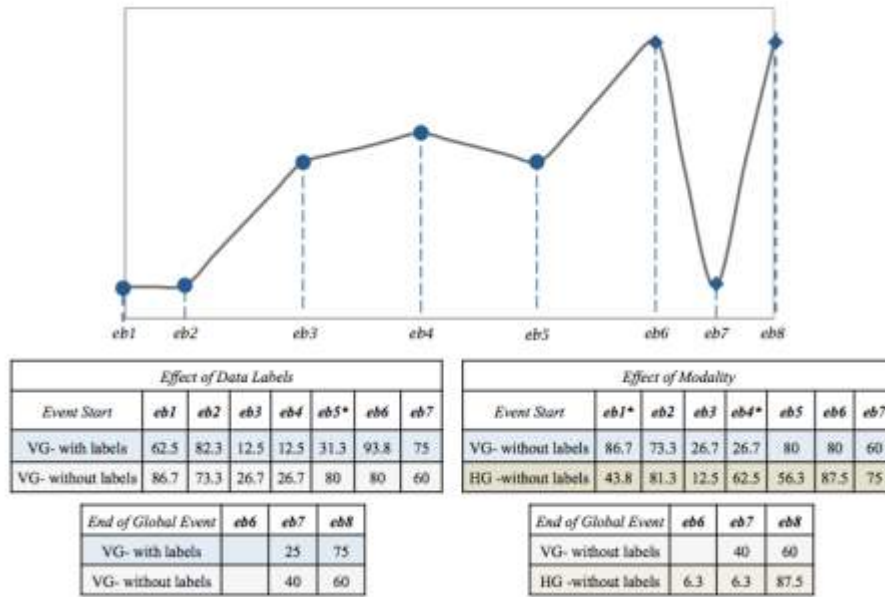 eb1 eb2 eb3 eb4 eb5 eb6 eb7 eb8
Effect of Data Labels
Event Start eb1 eb2 eb3 eb4 eb5* eb6 eb7
VG- with labels 62.5 82.3 12.5 12.5 31.3 93.8 75
VG- without labels 86.7 73.3 26.7 26.7 80 80 60
End of Global Event eb6 eb7 eb8
VG- with labels 25 75
VG- without labels 40 60
Effect of Modality
Event Start eb1* eb2 eb3 eb4* eb5 eb6 eb7
VG- without labels 86.7 73.3 26.7 26.7 80 80 60
HG -without labels 43.8 81.3 12.5 62.5 56.3 87.5 75
End of Global Event eb6 eb7 eb8
VG- without labels 40 60
HG -without labels 6.3 6.3 87.5